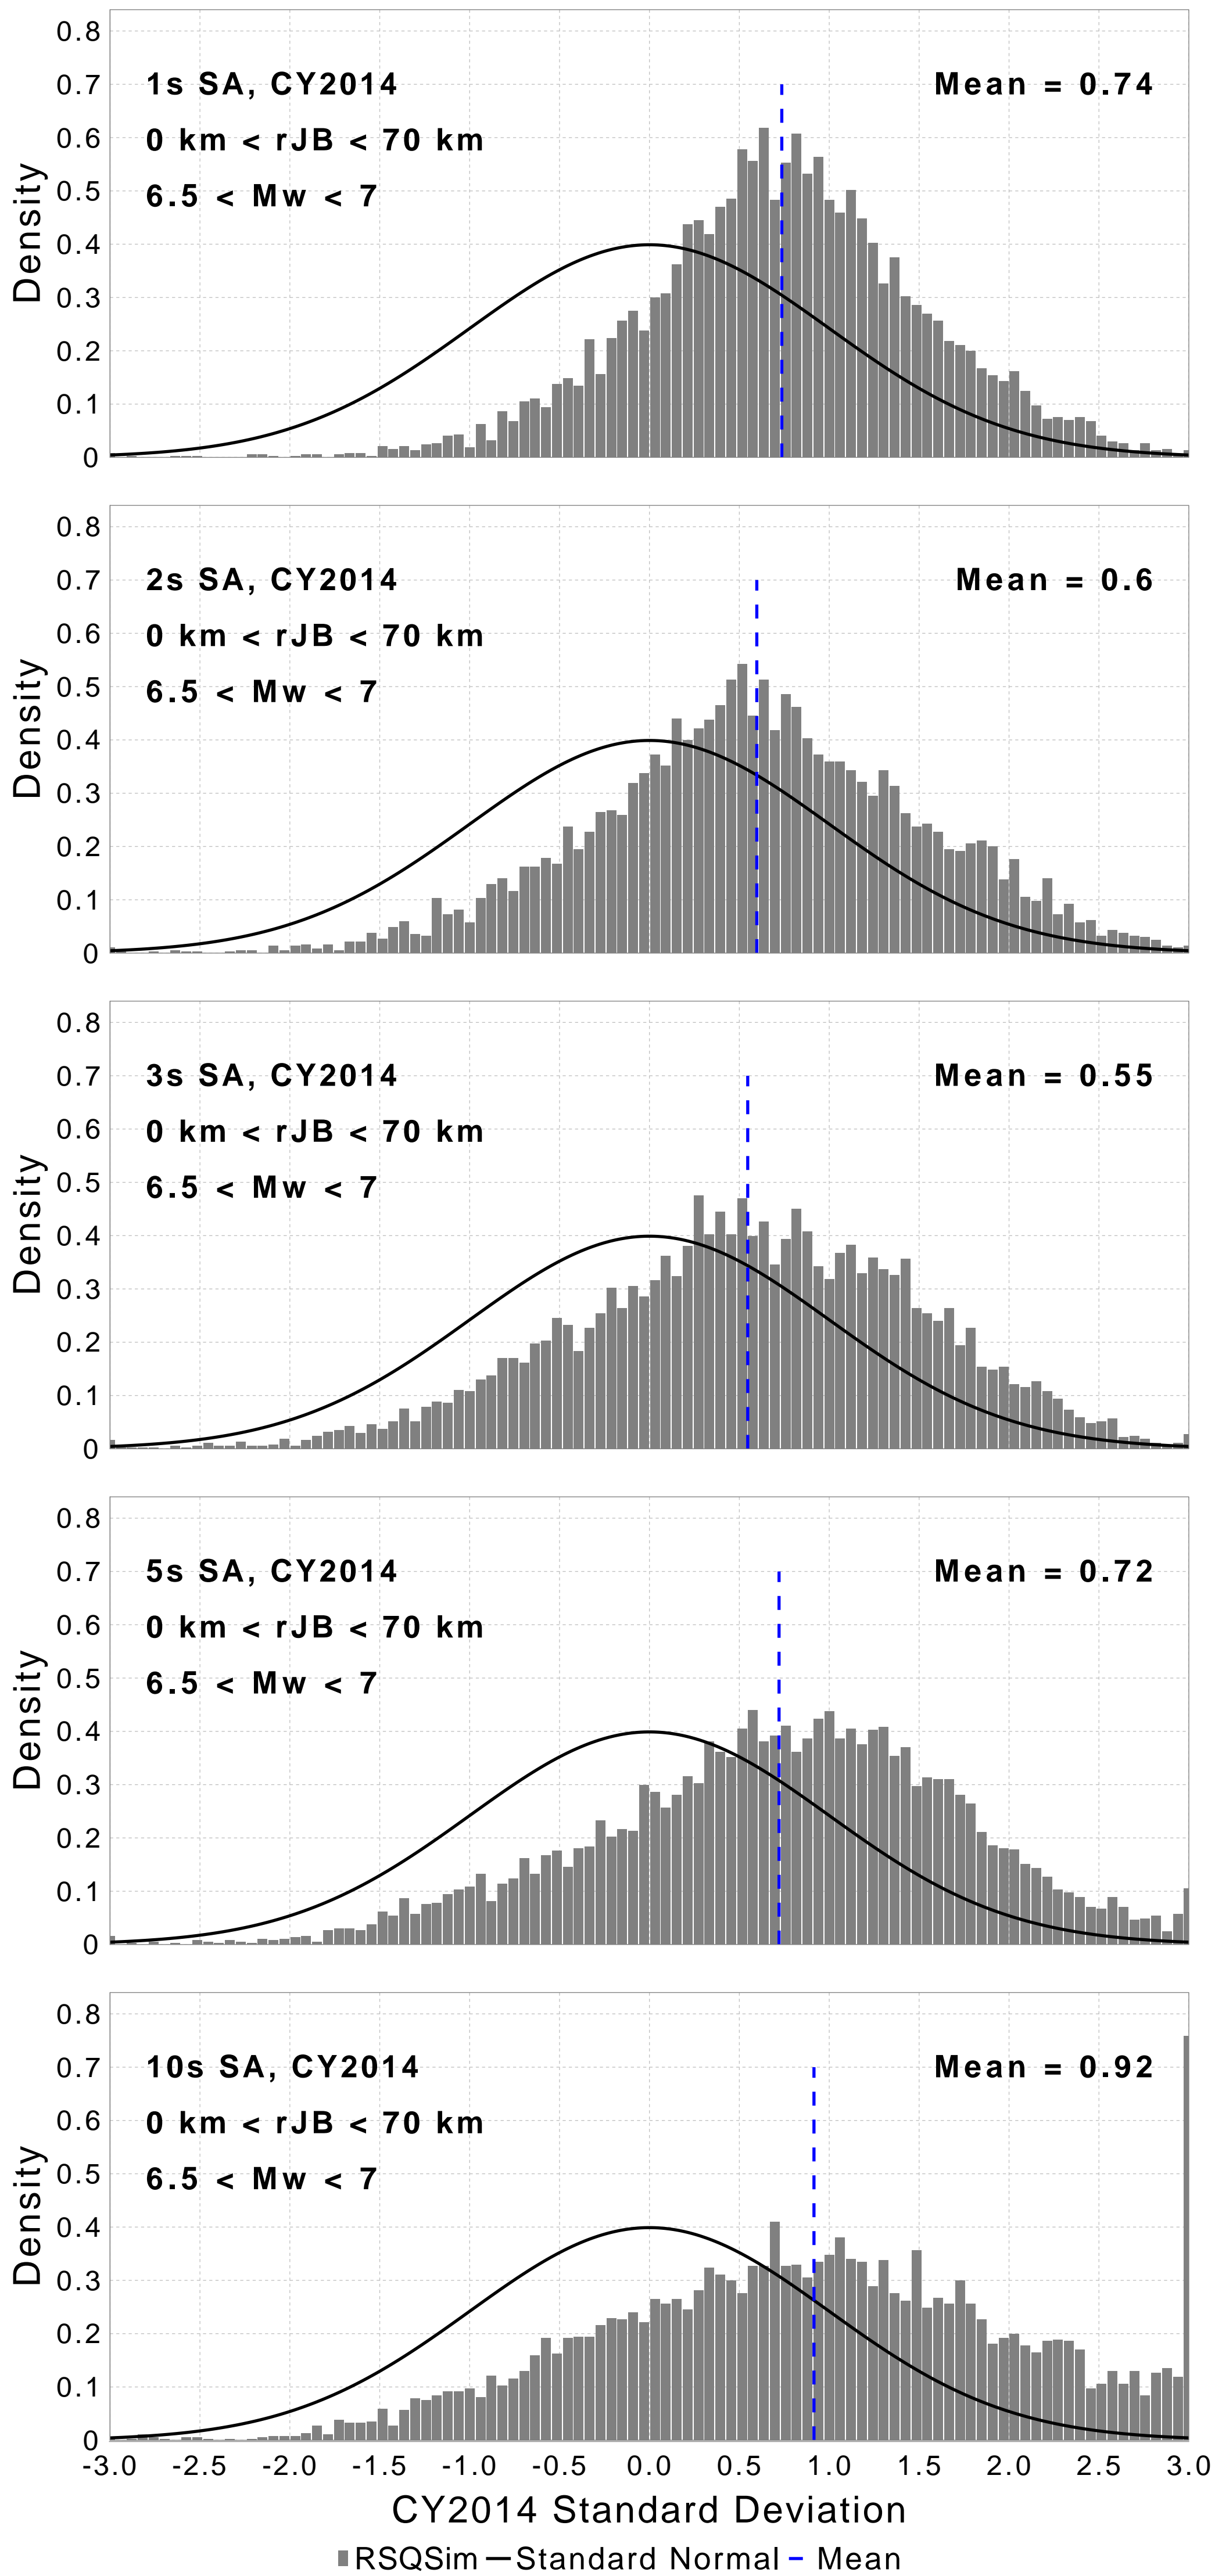 0.8
0.7
0.6
0.5
0.4
0.3
0.2
0.1
0
Density
1s SA, CY2014
0 km < rJB < 70 km
6.5 < Mw < 7
Mean = 0.74
0.8
0.7
0.6
0.5
0.4
0.3
0.2
0.1
0
Density
2s SA, CY2014
0 km < rJB < 70 km
6.5 < Mw < 7
Mean = 0.6
0.8
0.7
0.6
0.5
0.4
0.3
0.2
0.1
0
Density
3s SA, CY2014
0 km < rJB < 70 km
6.5 < Mw < 7
Mean = 0.55
0.8
0.7
0.6
0.5
0.4
0.3
0.2
0.1
0
Density
5s SA, CY2014
0 km < rJB < 70 km
6.5 < Mw < 7
Mean = 0.72
0.8
0.7
0.6
0.5
0.4
0.3
0.2
0.1
0
Density
10s SA, CY2014
0 km < rJB < 70 km
6.5 < Mw < 7
Mean = 0.92
-3.0 -2.5 -2.0 -1.5 -1.0 -0.5 0.0 0.5 1.0 1.5 2.0 2.5 3.0
CY2014 Standard Deviation
RSQSim Standard Normal Mean